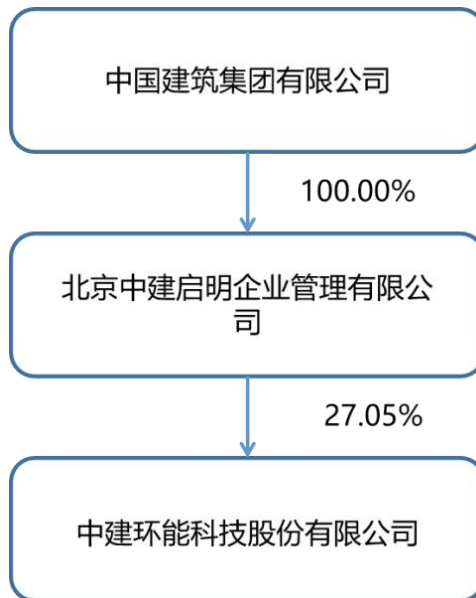 中国建筑集团有限公司
100.00%
北京中建启明企业管理有限公
司
27.05%
中建环能科技股份有限公司